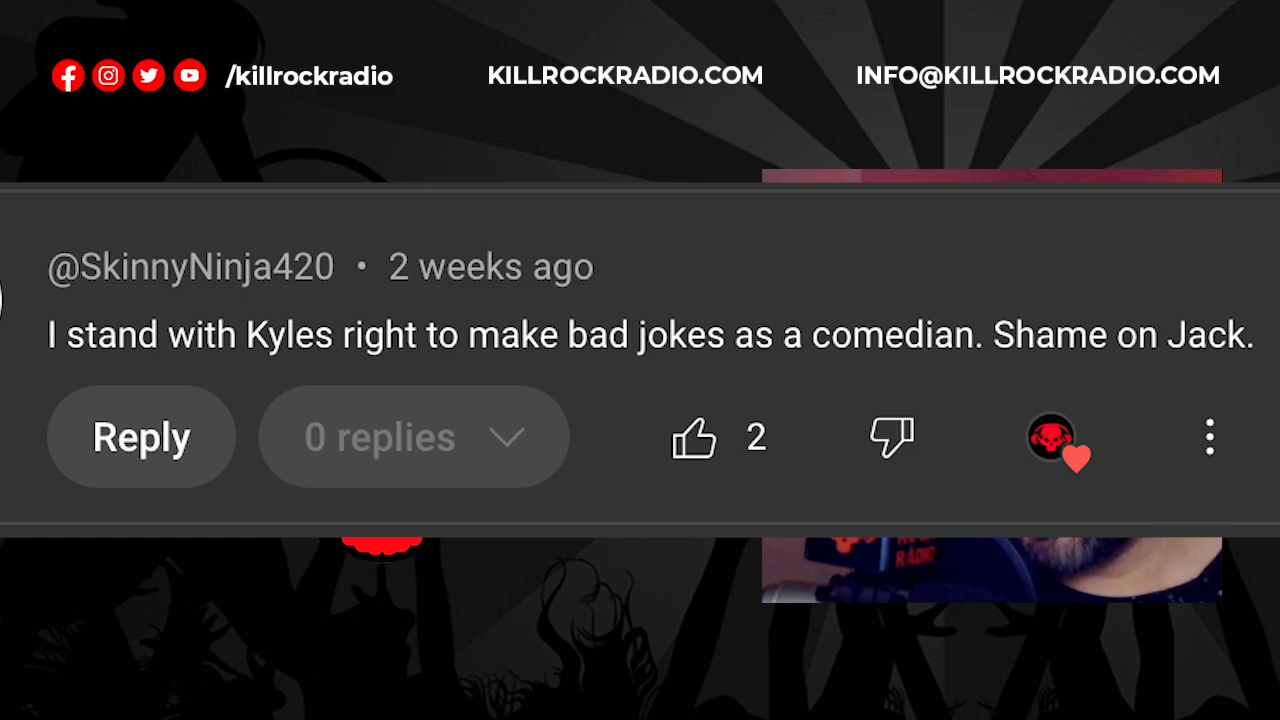 /killrockradio
KILLROCKRADIO.COM
INFO@KILLROCKRADIO.COM
@SkinnyNinja420 • 2 weeks ago
I stand with Kyles right to make bad jokes as a comedian. Shame on Jack.
Reply
0 replies
2
RADIO